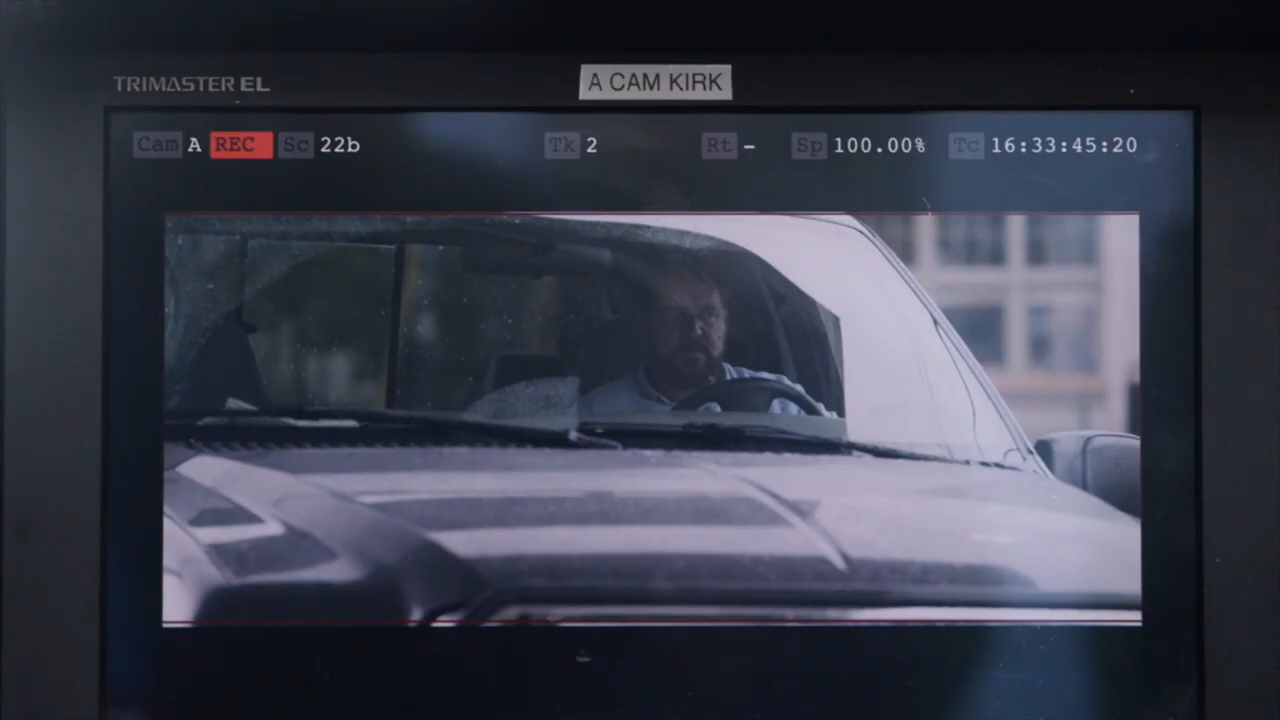 TRIMASTER EL
A CAM KIRK
Cam A REC Sc 22b Tk 2 Rt – Sp 100.00% Tc 16:33:45:20